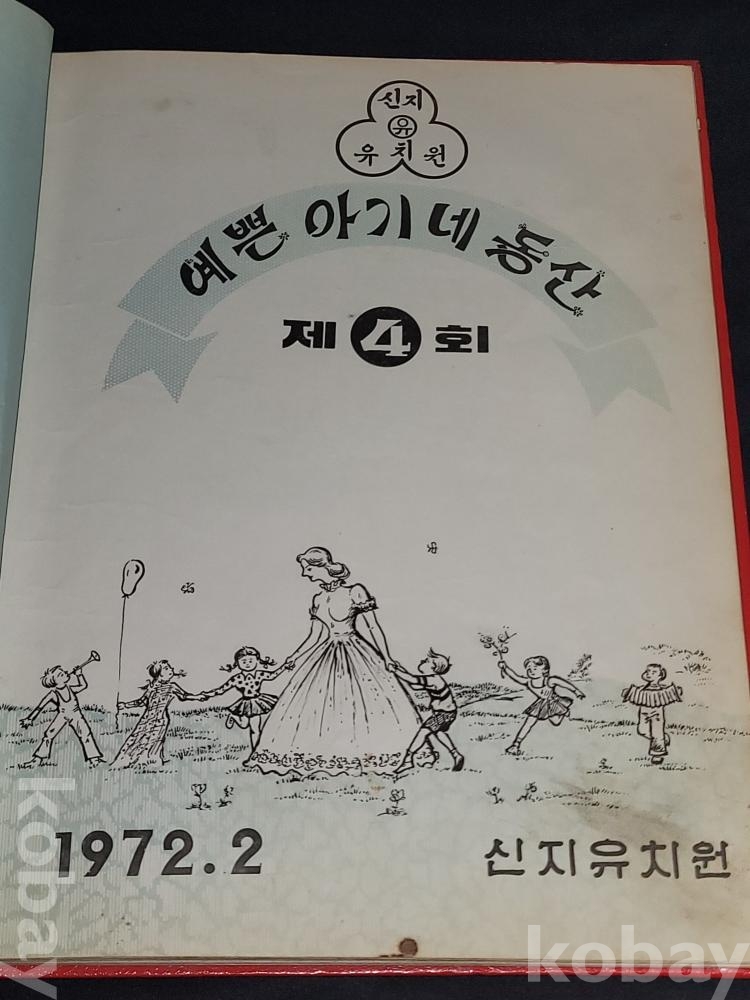 신지
유
유치원
예쁜 아기네 동산
제 4 회
1972.2
신지유치원
kobay
kobay